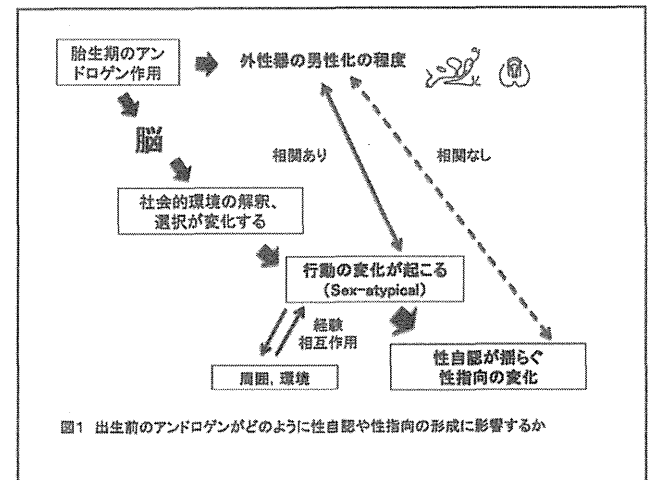 胎生期のアン
ドロゲン作用
外性器の男性化の程度
脳
相関あり
相関なし
社会的環境の解釈、
選択が変化する
行動の変化が起こる
(Sex-atypical)
経験
相互作用
周囲,環境
性自認が揺らぐ
性指向の変化
図1 出生前のアンドロゲンがどのように性自認や性指向の形成に影響するか